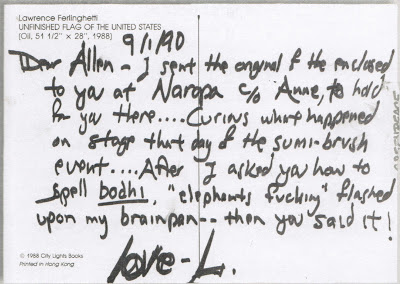 Lawrence Ferlinghetti
UNFINISHED FLAG OF THE UNITED STATES
(Oil, 51 1/2" x 28", 1988)
9/1/90
Dear Allen – I sent the original of the enclosed
to you at Naropa c/o Anne, to hold
for you there.... Curious what happened
on stage that day of the sumi-brush
event.... After I asked you how to
spell bodhi, "elephants fucking" flashed
upon my brainpan -- then you said it!
love – L.
© 1988 City Lights Books
Printed in Hong Kong